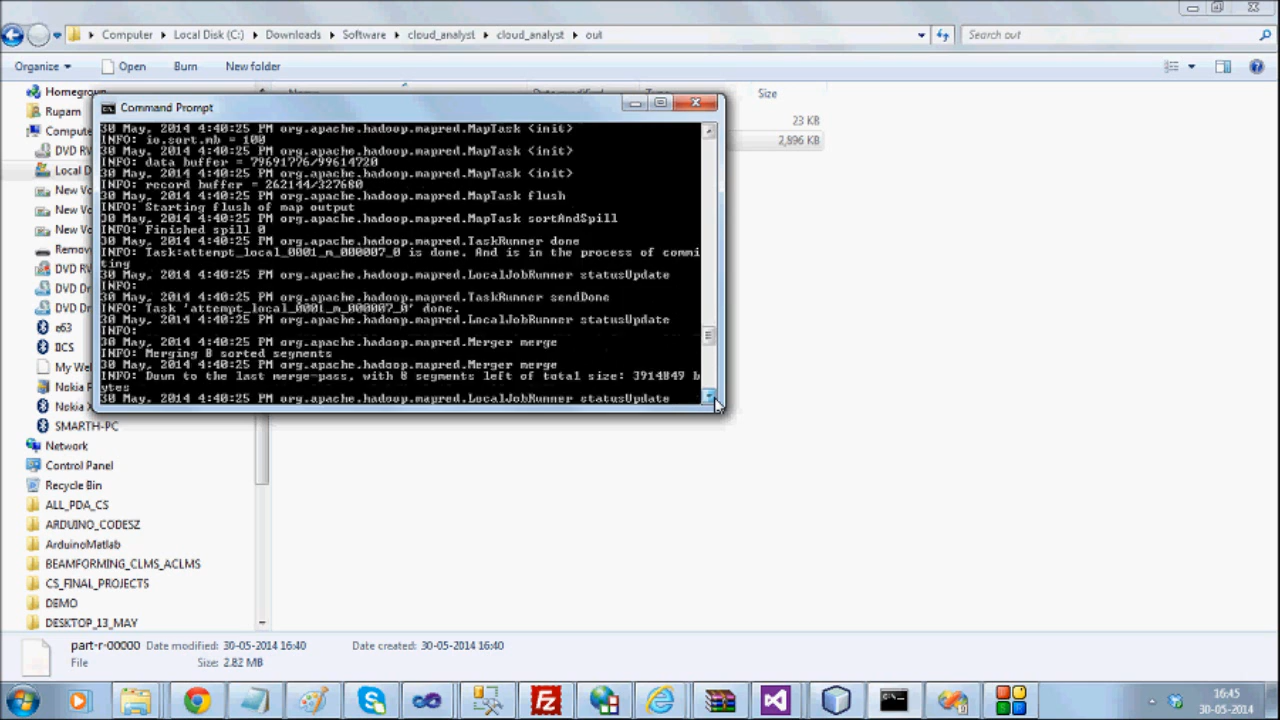 Computer ▸ Local Disk (C:) ▸ Downloads ▸ Software ▸ cloud_analyst ▸ cloud_analyst ▸ out
Search out
Organize
Open
Burn
New folder
Homegroup
Rupam
DVD
Local D
New Vo
New Vo
New Vo
DVD
DVD
DVD
e63
BCS
My Wel
Nokia
Nokia
SMARTH-PC
Network
Control Panel
Recycle Bin
ALL_PDA_CS
ARDUINO_CODESZ
ArduinoMatlab
BEAMFORMING_CLMS_ACLMS
CS_FINAL_PROJECTS
DEMO
DESKTOP_13_MAY
Size
23 KB
2,896 KB
Command Prompt
30 May, 2014 4:40:25 PM org.apache.hadoop.mapred.MapTask <init>
INFO: io.sort.mb = 100
30 May, 2014 4:40:25 PM org.apache.hadoop.mapred.MapTask <init>
INFO: data buffer = 79691776/99614720
30 May, 2014 4:40:25 PM org.apache.hadoop.mapred.MapTask <init>
INFO: record buffer = 262144/327680
30 May, 2014 4:40:25 PM org.apache.hadoop.mapred.MapTask flush
INFO: Starting flush of map output
30 May, 2014 4:40:25 PM org.apache.hadoop.mapred.MapTask sortAndSpill
INFO: Finished spill 0
30 May, 2014 4:40:25 PM org.apache.hadoop.mapred.TaskRunner done
INFO: Task:attempt_local_0001_m_000007_0 is done. And is in the process of commi
ting
30 May, 2014 4:40:25 PM org.apache.hadoop.mapred.LocalJobRunner statusUpdate
INFO:
30 May, 2014 4:40:25 PM org.apache.hadoop.mapred.TaskRunner sendDone
INFO: Task 'attempt_local_0001_m_000007_0' done.
30 May, 2014 4:40:25 PM org.apache.hadoop.mapred.LocalJobRunner statusUpdate
INFO:
30 May, 2014 4:40:25 PM org.apache.hadoop.mapred.Merger merge
INFO: Merging 8 sorted segments
30 May, 2014 4:40:25 PM org.apache.hadoop.mapred.Merger merge
INFO: Down to the last merge-pass, with 8 segments left of total size: 3914849 b
ytes
30 May, 2014 4:40:25 PM org.apache.hadoop.mapred.LocalJobRunner statusUpdate
part-r-00000 Date modified: 30-05-2014 16:40 Date created: 30-05-2014 16:40
File Size: 2.82 MB
16:45
30-05-2014